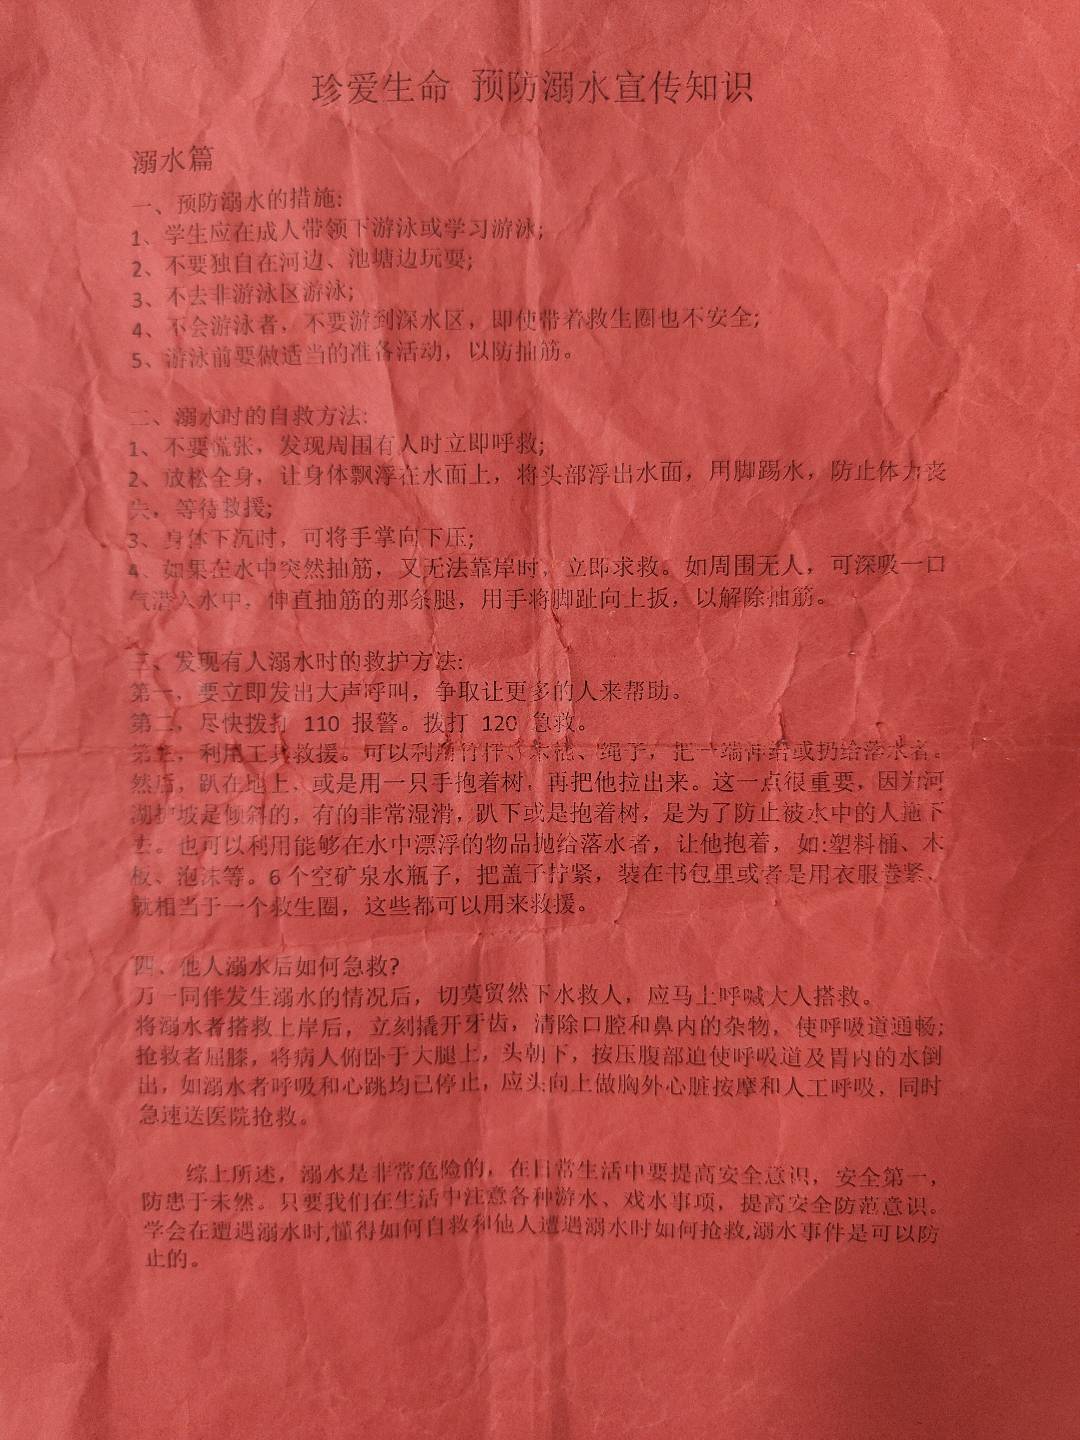 珍爱生命 预防溺水宣传知识
溺水篇
一、预防溺水的措施:
1、学生应在成人带领下游泳或学习游泳;
2、不要独自在河边、池塘边玩耍;
3、不去非游泳区游泳;
4、不会游泳者，不要游到深水区，即使带着救生圈也不安全;
5、游泳前要做适当的准备活动，以防抽筋。
二、溺水时的自救方法:
1、不要慌张，发现周围有人时立即呼救;
2、放松全身，让身体飘浮在水面上，将头部浮出水面，用脚踢水，防止体力丧
失，等待救援;
3、身体下沉时，可将手掌向下压;
4、如果在水中突然抽筋，又无法靠岸时，立即求救。如周围无人，可深吸一口
气潜入水中，伸直抽筋的那条腿，用手将脚趾向上扳，以解除抽筋。
三、发现有人溺水时的救护方法:
第一，要立即发出大声呼叫，争取让更多的人来帮助。
第二，尽快拨打 110 报警。拨打 120 急救。
第三，利用工具救援。可以利用竹杆、木棍、绳子，把一端伸给或扔给落水者。
然后，趴在地上、或是用一只手抱着树，再把他拉出来。这一点很重要，因为河
湖护坡是倾斜的，有的非常湿滑，趴下或是抱着树，是为了防止被水中的人拖下
去。也可以利用能够在水中漂浮的物品抛给落水者，让他抱着，如:塑料桶、木
板、泡沫等。6个空矿泉水瓶子，把盖子拧紧，装在书包里或者是用衣服卷紧、
就相当于一个救生圈，这些都可以用来救援。
四、他人溺水后如何急救?
万一同伴发生溺水的情况后，切莫贸然下水救人，应马上呼喊大人搭救。
将溺水者搭救上岸后，立刻撬开牙齿，清除口腔和鼻内的杂物，使呼吸道通畅;
抢救者屈膝，将病人俯卧于大腿上，头朝下，按压腹部迫使呼吸道及胃内的水倒
出，如溺水者呼吸和心跳均已停止，应头向上做胸外心脏按摩和人工呼吸，同时
急速送医院抢救。
综上所述，溺水是非常危险的，在日常生活中要提高安全意识，安全第一，
防患于未然。只要我们在生活中注意各种游水、戏水事项，提高安全防范意识。
学会在遭遇溺水时,懂得如何自救和他人遭遇溺水时如何抢救,溺水事件是可以防
止的。